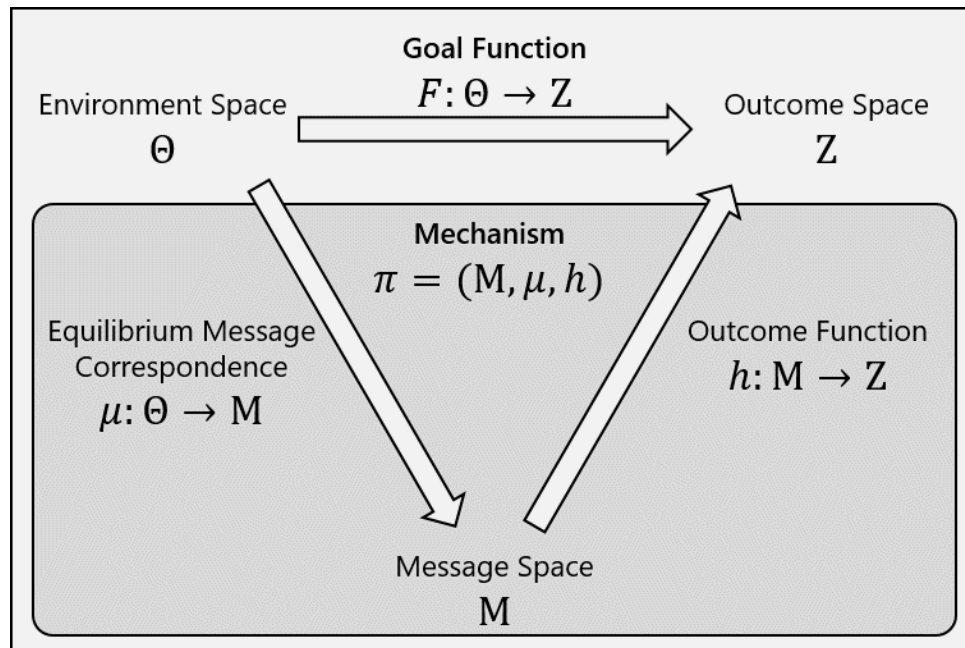 Goal Function
F: Θ → Z
Environment Space
Θ
Outcome Space
Z
Mechanism
π = (M, μ, h)
Equilibrium Message
Correspondence
μ: Θ → M
Outcome Function
h: M → Z
Message Space
M